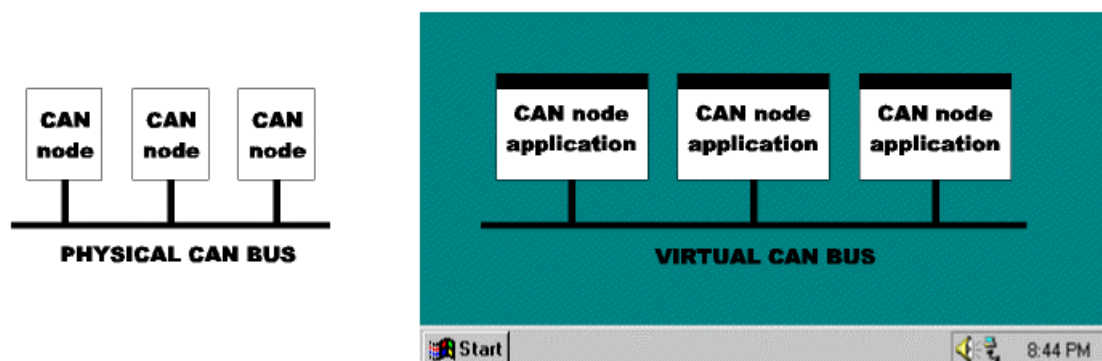 CAN
node
CAN
node
CAN
node
PHYSICAL CAN BUS
CAN node
application
CAN node
application
CAN node
application
VIRTUAL CAN BUS
Start
8:44 PM